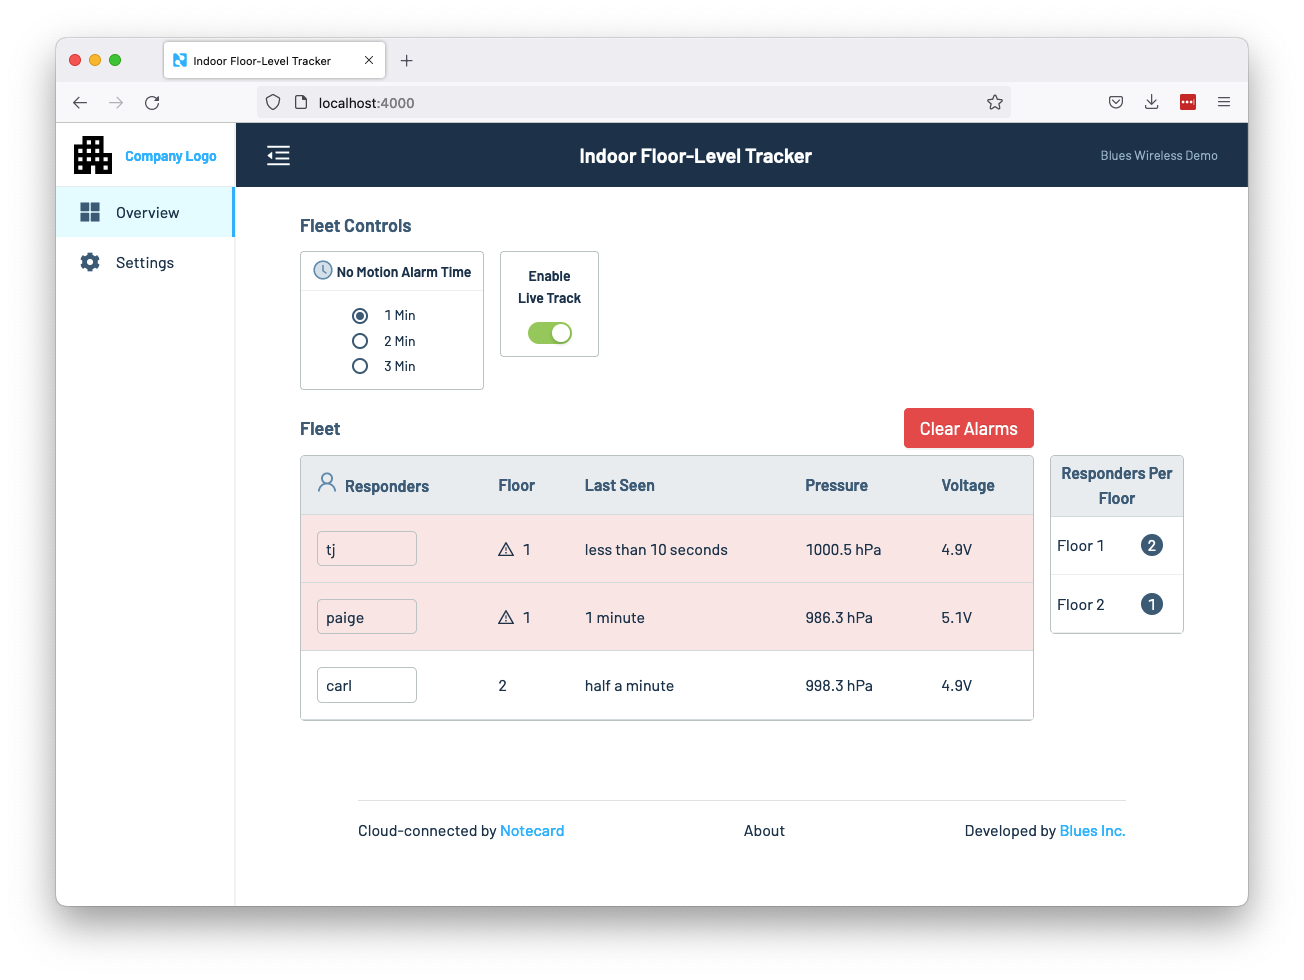 Indoor Floor-Level Tracker
localhost:4000
Company Logo
Indoor Floor-Level Tracker
Blues Wireless Demo
Overview
Settings
Fleet Controls
No Motion Alarm Time
1 Min
2 Min
3 Min
Enable
Live Track
Fleet
Clear Alarms
Responders Floor Last Seen Pressure Voltage
tj 1 less than 10 seconds 1000.5 hPa 4.9V
paige 1 1 minute 986.3 hPa 5.1V
carl 2 half a minute 998.3 hPa 4.9V
Responders Per
Floor
Floor 1 2
Floor 2 1
Cloud-connected by Notecard About Developed by Blues Inc.